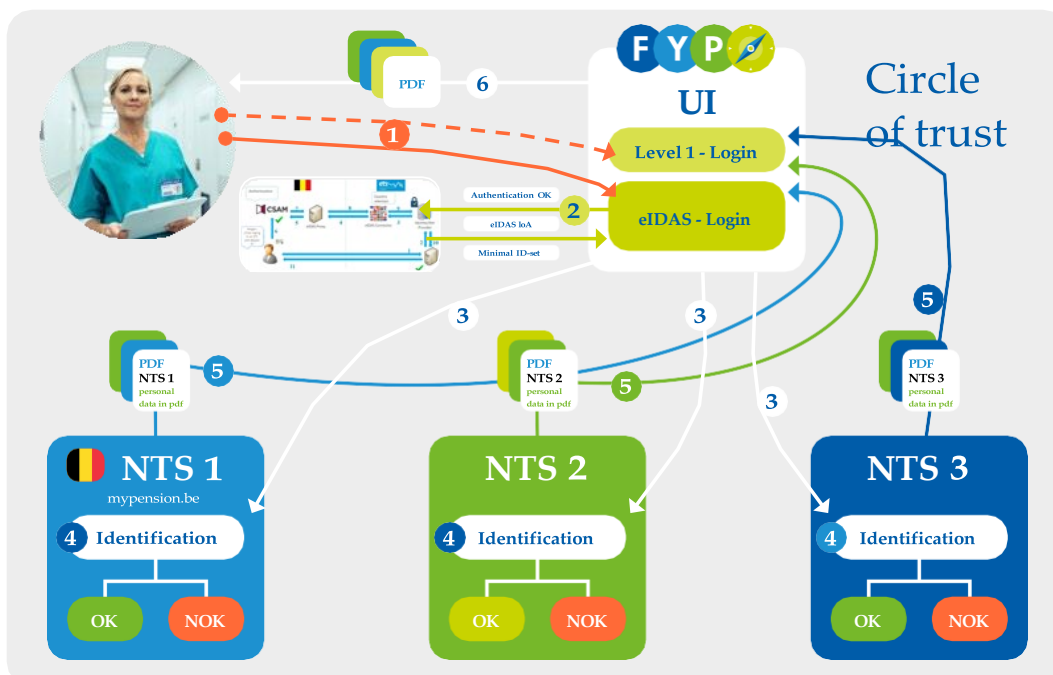 FYP
UI
Circle
of trust
PDF
6
1
Level 1 - Login
eIDAS - Login
CSAM
Authentication OK
2
eIDAS loA
Minimal ID-set
3
3
3
5
5
5
PDF
NTS 1
personal
data in pdf
PDF
NTS 2
personal
data in pdf
PDF
NTS 3
personal
data in pdf
NTS 1
mypension.be
4
Identification
OK
NOK
NTS 2
4
Identification
OK
NOK
NTS 3
4
Identification
OK
NOK